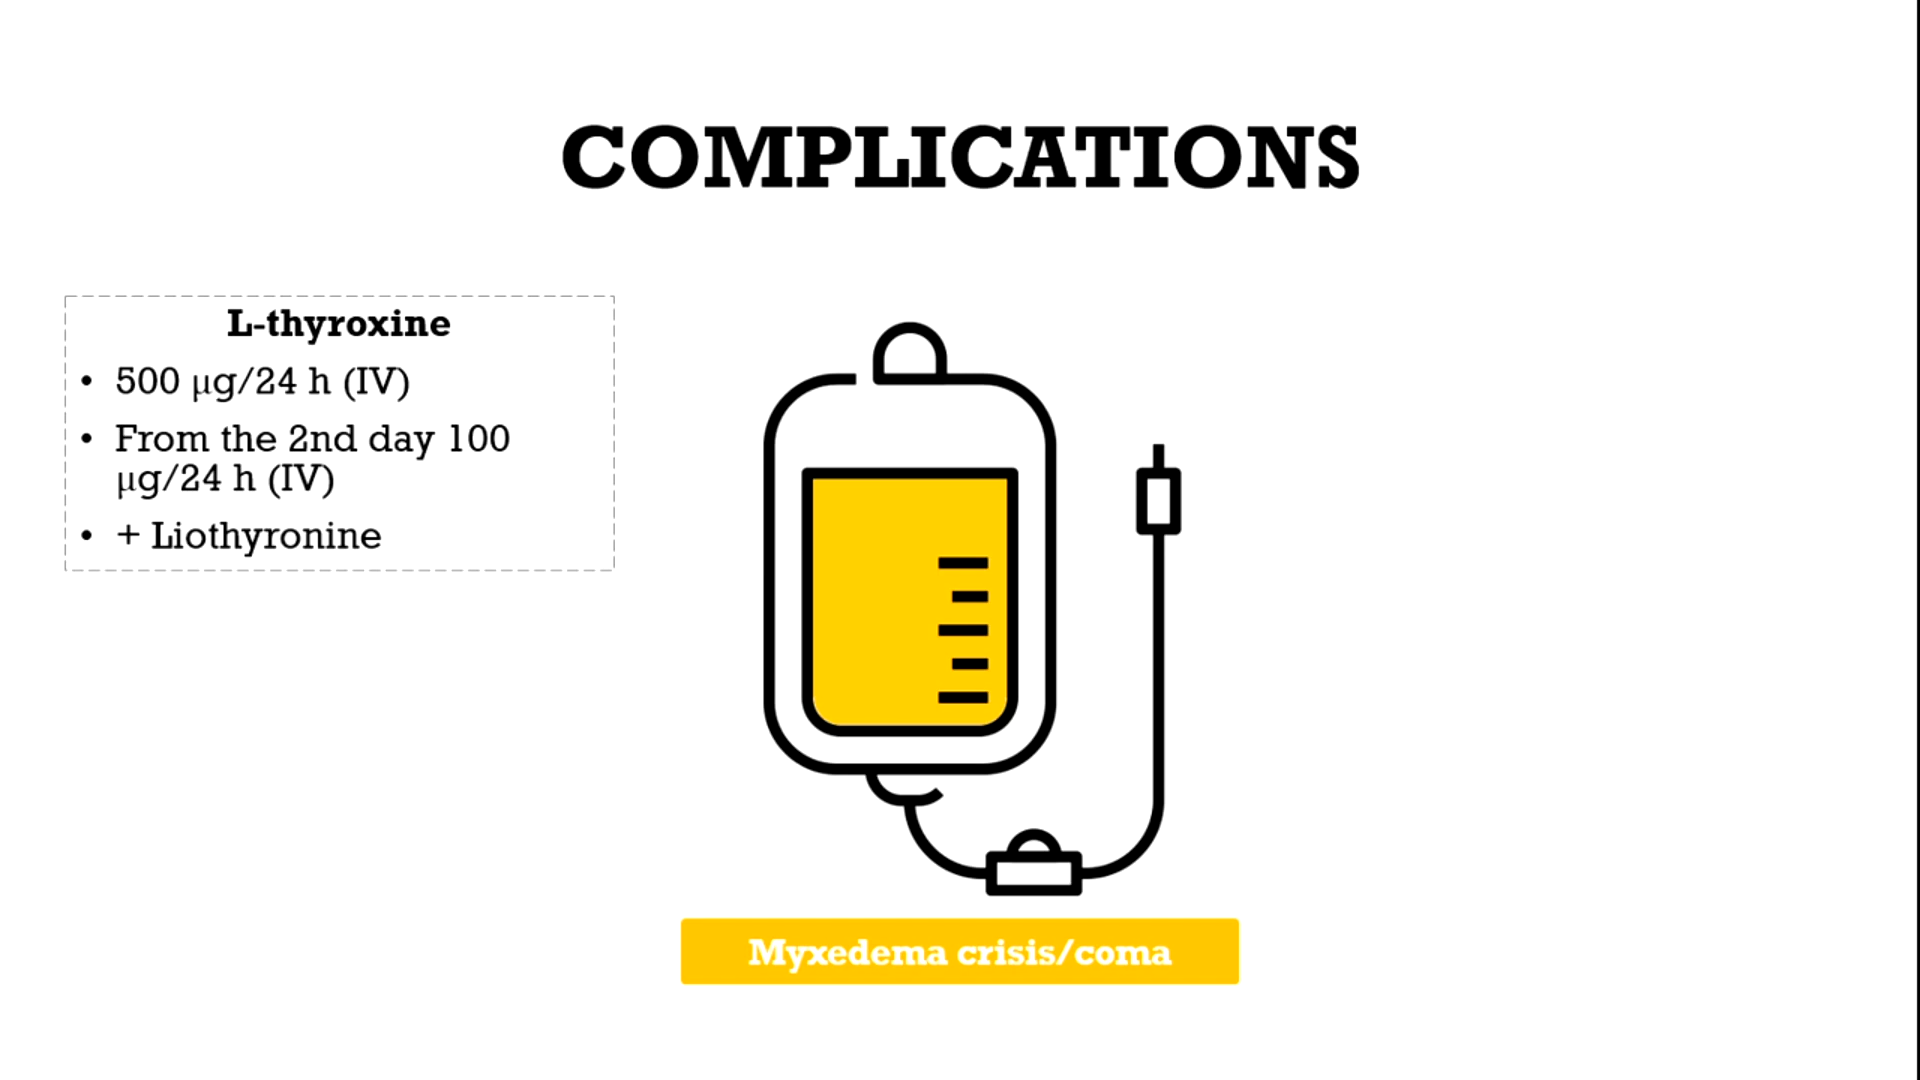 COMPLICATIONS
L-thyroxine
• 500 µg/24 h (IV)
• From the 2nd day 100
µg/24 h (IV)
• + Liothyronine
Myxedema crisis/coma